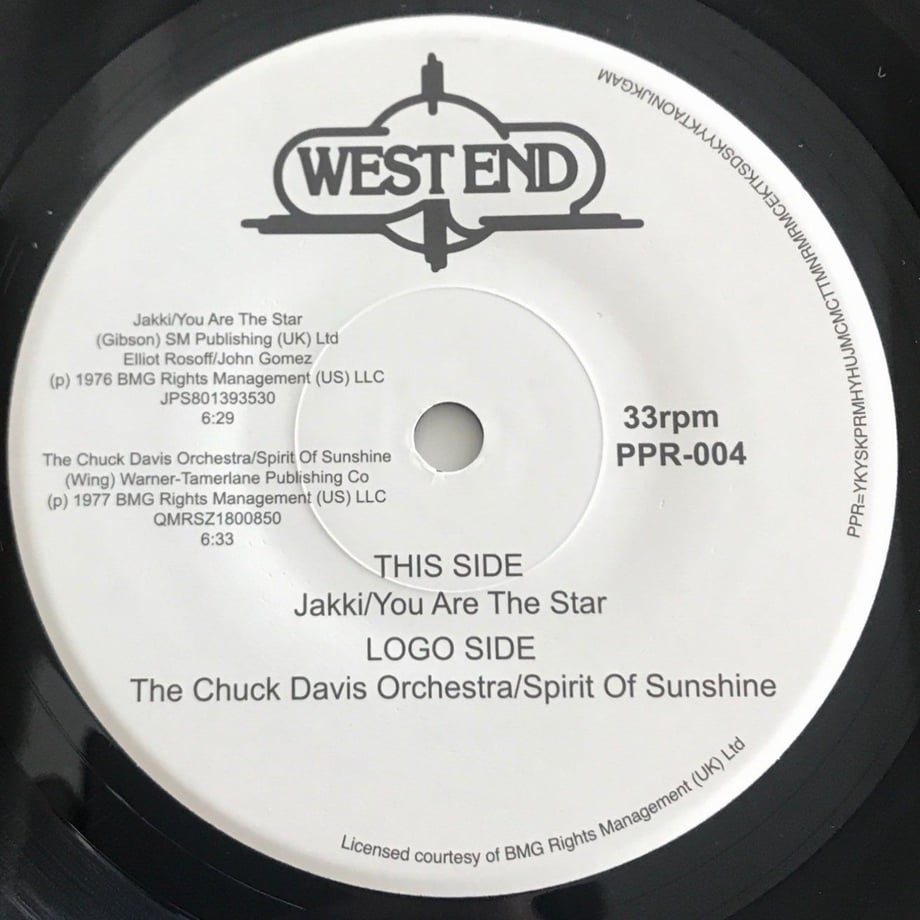 WEST END
Jakki/You Are The Star
(Gibson) SM Publishing (UK) Ltd
Elliot Rosoff/John Gomez
(p) 1976 BMG Rights Management (US) LLC
JPS801393530
6:29
The Chuck Davis Orchestra/Spirit Of Sunshine
(Wing) Warner-Tamerlane Publishing Co
(p) 1977 BMG Rights Management (US) LLC
QMRSZ1800850
6:33
33rpm
PPR-004
THIS SIDE
Jakki/You Are The Star
LOGO SIDE
The Chuck Davis Orchestra/Spirit Of Sunshine
Licensed courtesy of BMG Rights Management (UK) Ltd